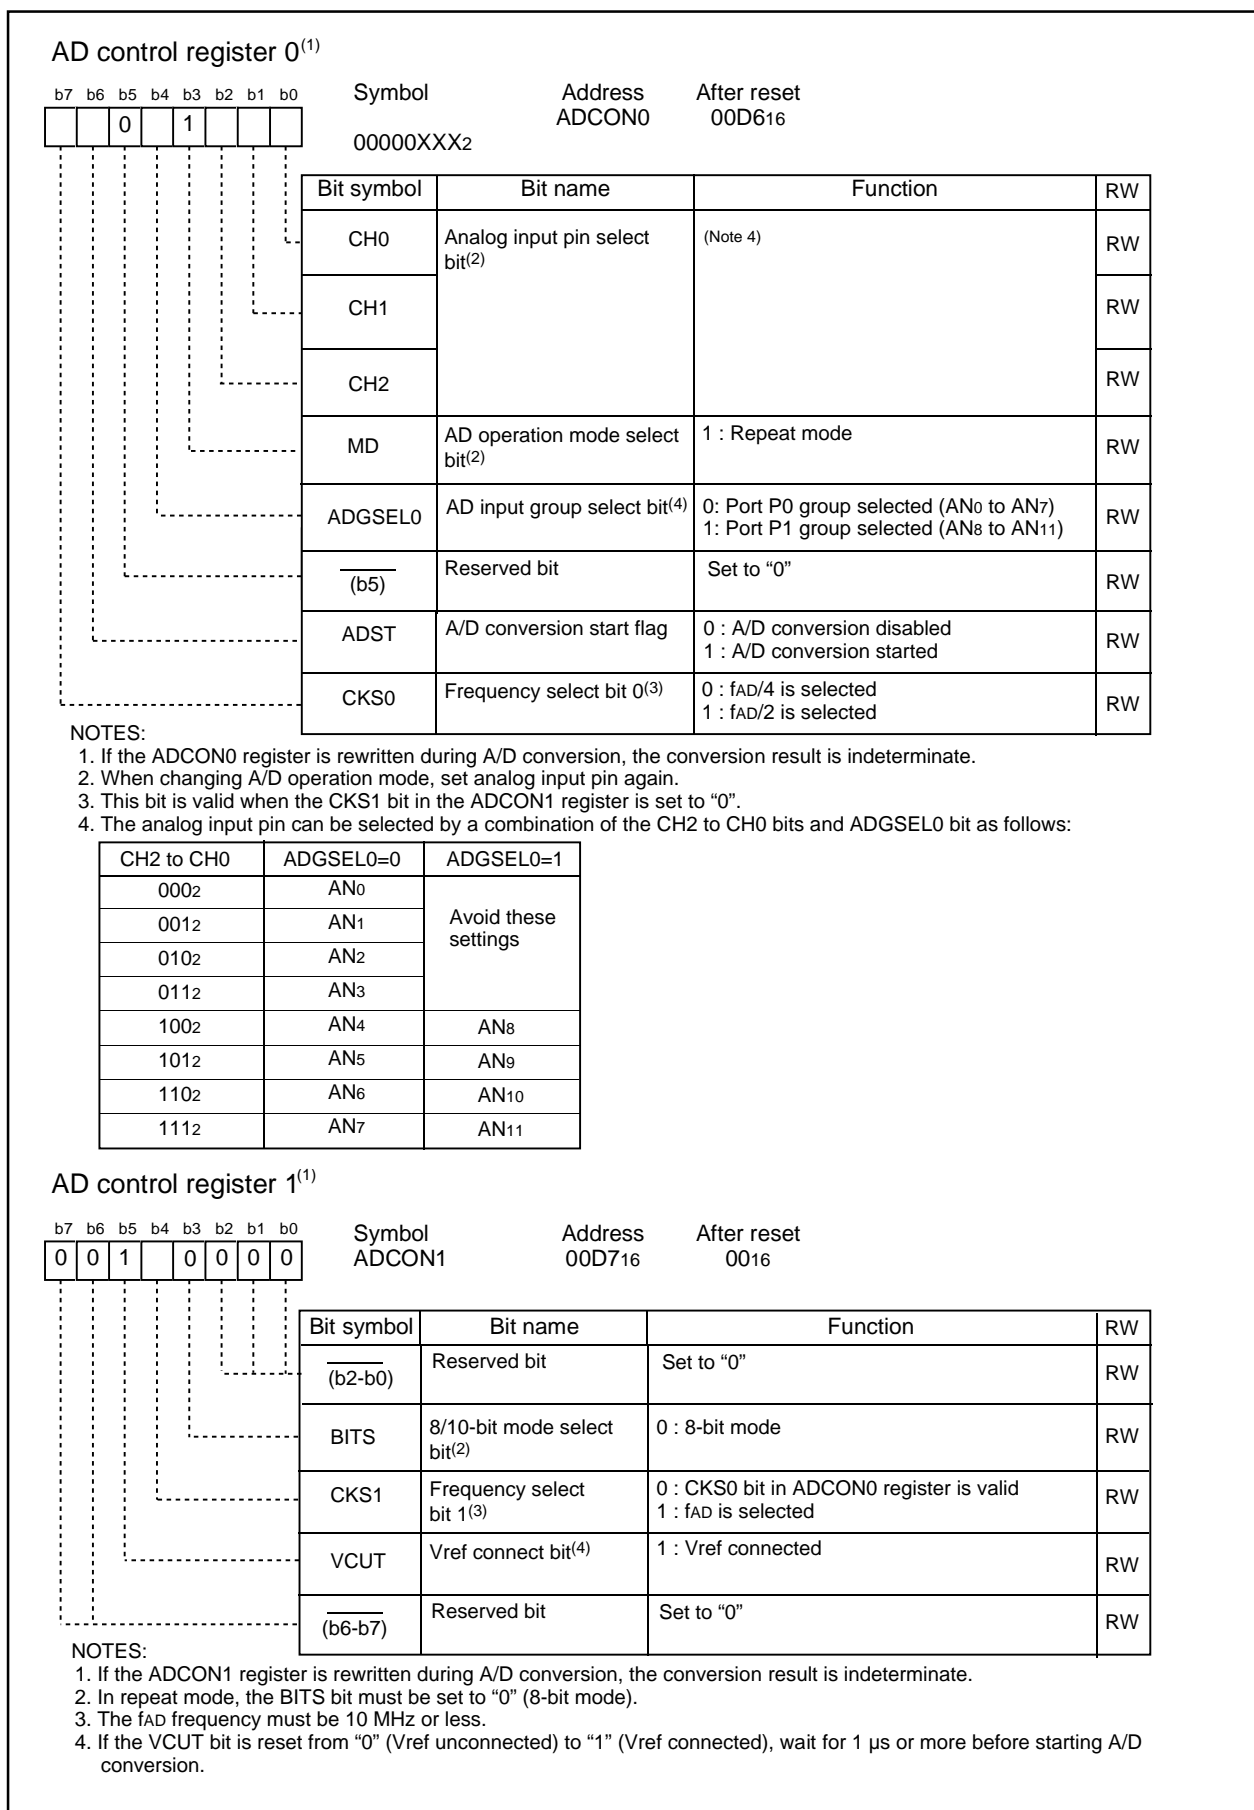 AD control register 0(1)
b7 b6 b5 b4 b3 b2 b1 b0
0 1
Symbol Address After reset
ADCON0 00D616
00000XXX2
Bit symbol Bit name Function RW
CH0 Analog input pin select bit(2) (Note 4) RW
CH1 RW
CH2 RW
MD AD operation mode select bit(2) 1 : Repeat mode RW
ADGSEL0 AD input group select bit(4) 0: Port P0 group selected (AN0 to AN7)
1: Port P1 group selected (AN8 to AN11) RW
(b5) Reserved bit Set to “0” RW
ADST A/D conversion start flag 0 : A/D conversion disabled
1 : A/D conversion started RW
CKS0 Frequency select bit 0(3) 0 : fAD/4 is selected
1 : fAD/2 is selected RW
NOTES:
1. If the ADCON0 register is rewritten during A/D conversion, the conversion result is indeterminate.
2. When changing A/D operation mode, set analog input pin again.
3. This bit is valid when the CKS1 bit in the ADCON1 register is set to “0”.
4. The analog input pin can be selected by a combination of the CH2 to CH0 bits and ADGSEL0 bit as follows:
CH2 to CH0 ADGSEL0=0 ADGSEL0=1
0002 AN0 Avoid these settings
0012 AN1
0102 AN2
0112 AN3
1002 AN4 AN8
1012 AN5 AN9
1102 AN6 AN10
1112 AN7 AN11
AD control register 1(1)
b7 b6 b5 b4 b3 b2 b1 b0
0 0 1 0 0 0 0
Symbol Address After reset
ADCON1 00D716 0016
Bit symbol Bit name Function RW
(b2-b0) Reserved bit Set to “0” RW
BITS 8/10-bit mode select bit(2) 0 : 8-bit mode RW
CKS1 Frequency select bit 1(3) 0 : CKS0 bit in ADCON0 register is valid
1 : fAD is selected RW
VCUT Vref connect bit(4) 1 : Vref connected RW
(b6-b7) Reserved bit Set to “0” RW
NOTES:
1. If the ADCON1 register is rewritten during A/D conversion, the conversion result is indeterminate.
2. In repeat mode, the BITS bit must be set to “0” (8-bit mode).
3. The fAD frequency must be 10 MHz or less.
4. If the VCUT bit is reset from “0” (Vref unconnected) to “1” (Vref connected), wait for 1 µs or more before starting A/D
conversion.